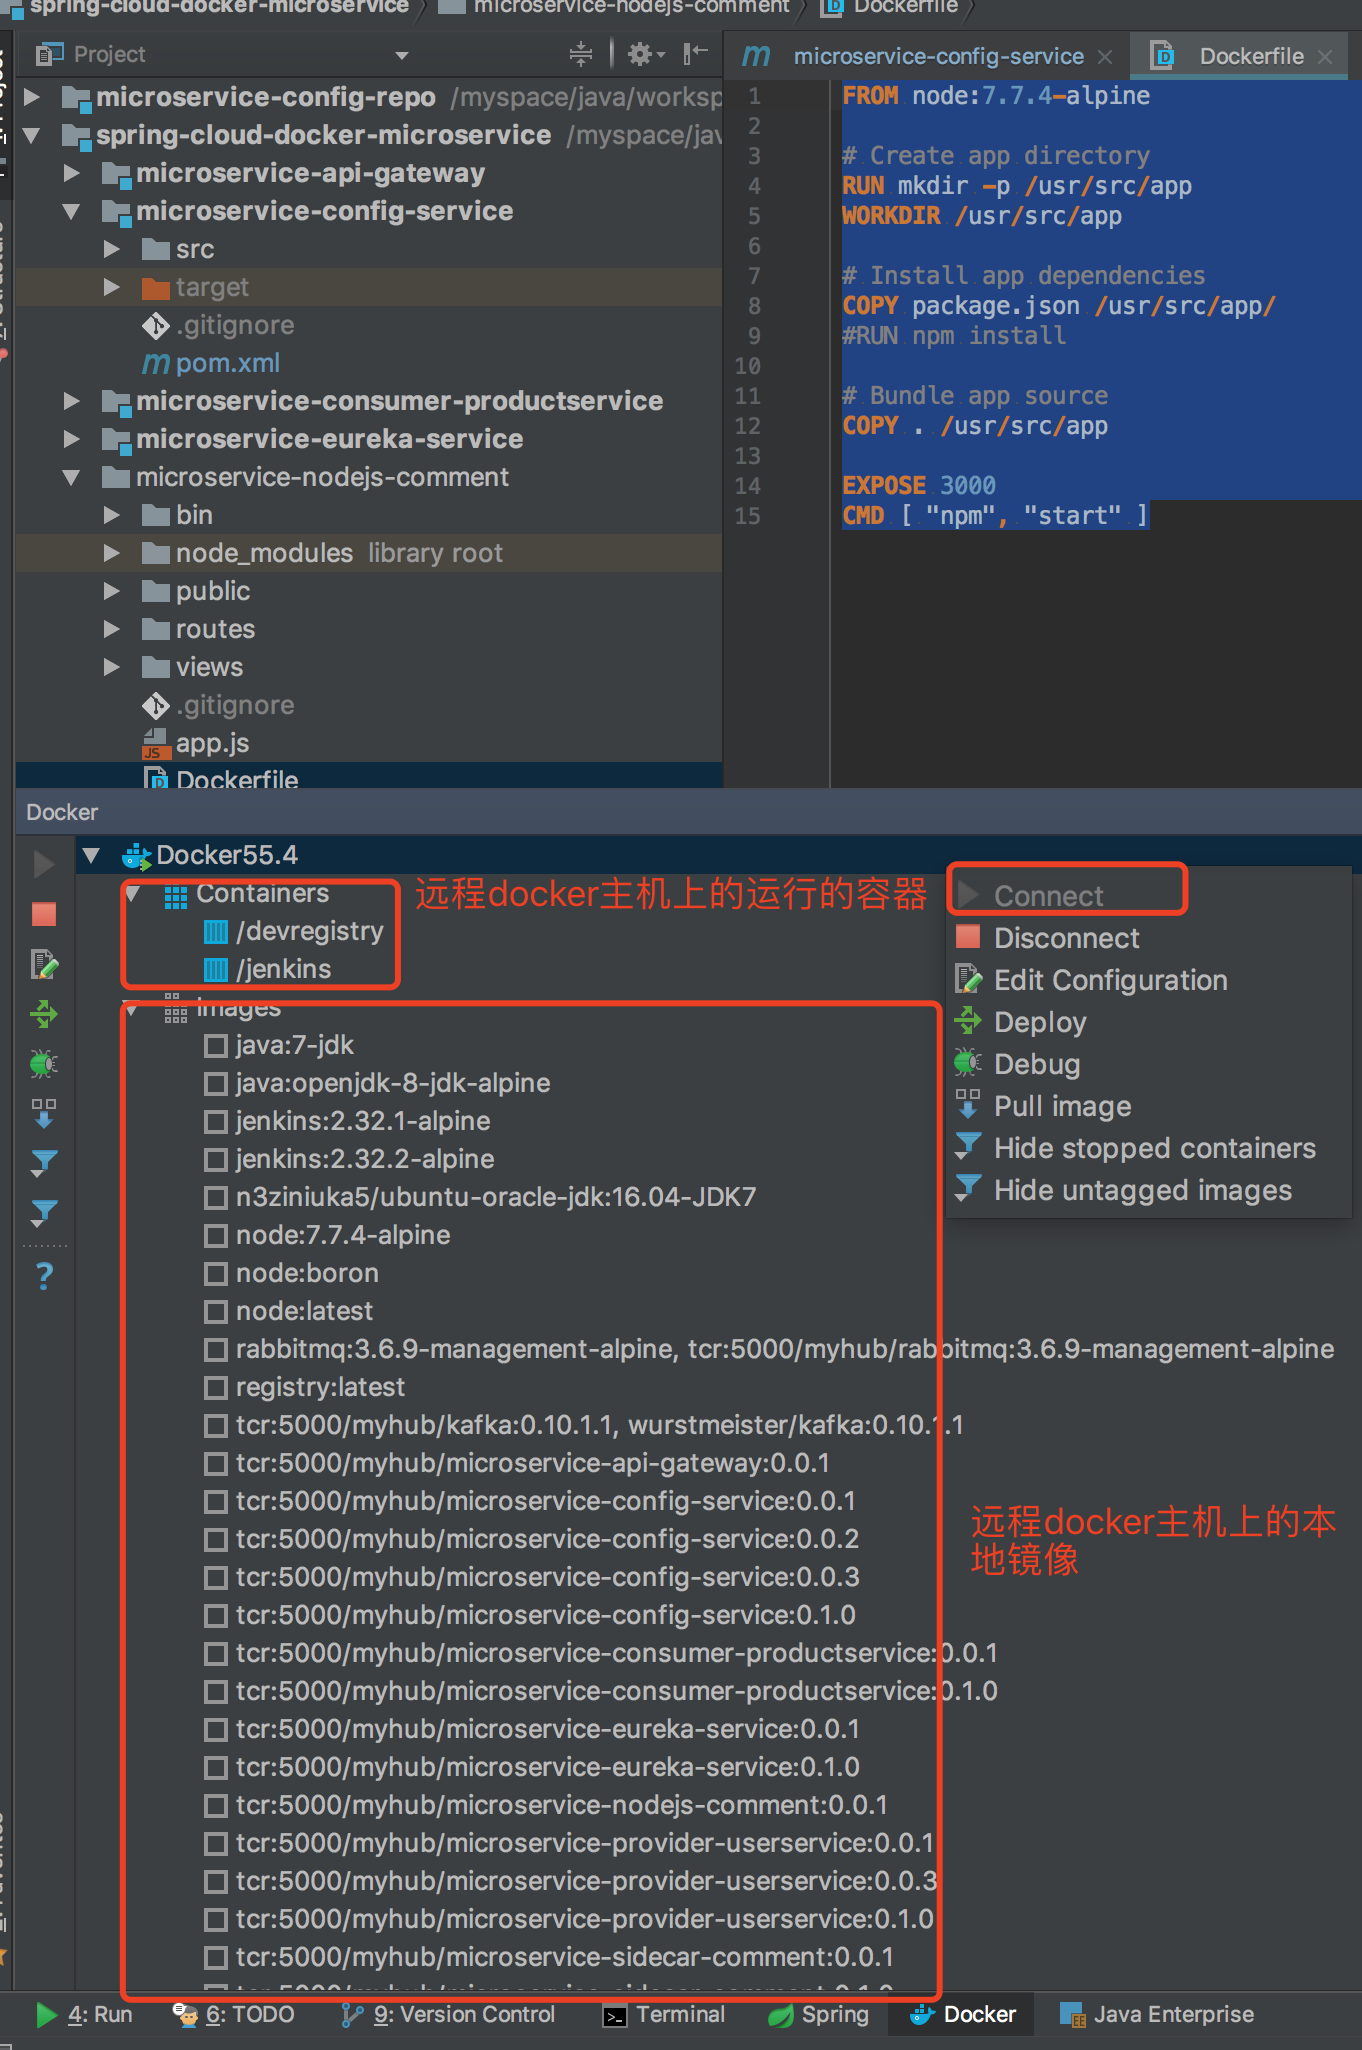 spring-cloud-docker-microservice microservice-nodejs-comment Dockerfile
Project
microservice-config-service
Dockerfile
microservice-config-repo /myspace/java/worksp
spring-cloud-docker-microservice /myspace/jav
microservice-api-gateway
microservice-config-service
src
target
.gitignore
pom.xml
microservice-consumer-productservice
microservice-eureka-service
microservice-nodejs-comment
bin
node_modules library root
public
routes
views
.gitignore
app.js
Dockerfile
1 FROM node:7.7.4-alpine
2
3 # Create app directory
4 RUN mkdir -p /usr/src/app
5 WORKDIR /usr/src/app
6
7 # Install app dependencies
8 COPY package.json /usr/src/app/
9 #RUN npm install
10
11 # Bundle app source
12 COPY . /usr/src/app
13
14 EXPOSE 3000
15 CMD [ "npm", "start" ]
Docker
Docker55.4
Containers
远程docker主机上的运行的容器
/devregistry
/jenkins
Images
java:7-jdk
java:openjdk-8-jdk-alpine
jenkins:2.32.1-alpine
jenkins:2.32.2-alpine
n3ziniuka5/ubuntu-oracle-jdk:16.04-JDK7
node:7.7.4-alpine
node:boron
node:latest
rabbitmq:3.6.9-management-alpine, tcr:5000/myhub/rabbitmq:3.6.9-management-alpine
registry:latest
tcr:5000/myhub/kafka:0.10.1.1, wurstmeister/kafka:0.10.1.1
tcr:5000/myhub/microservice-api-gateway:0.0.1
tcr:5000/myhub/microservice-config-service:0.0.1
tcr:5000/myhub/microservice-config-service:0.0.2
tcr:5000/myhub/microservice-config-service:0.0.3
tcr:5000/myhub/microservice-config-service:0.1.0
tcr:5000/myhub/microservice-consumer-productservice:0.0.1
tcr:5000/myhub/microservice-consumer-productservice:0.1.0
tcr:5000/myhub/microservice-eureka-service:0.0.1
tcr:5000/myhub/microservice-eureka-service:0.1.0
tcr:5000/myhub/microservice-nodejs-comment:0.0.1
tcr:5000/myhub/microservice-provider-userservice:0.0.1
tcr:5000/myhub/microservice-provider-userservice:0.0.3
tcr:5000/myhub/microservice-provider-userservice:0.1.0
tcr:5000/myhub/microservice-sidecar-comment:0.0.1
Connect
Disconnect
Edit Configuration
Deploy
Debug
Pull image
Hide stopped containers
Hide untagged images
远程docker主机上的本
地镜像
4: Run 6: TODO 9: Version Control Terminal Spring Docker Java Enterprise